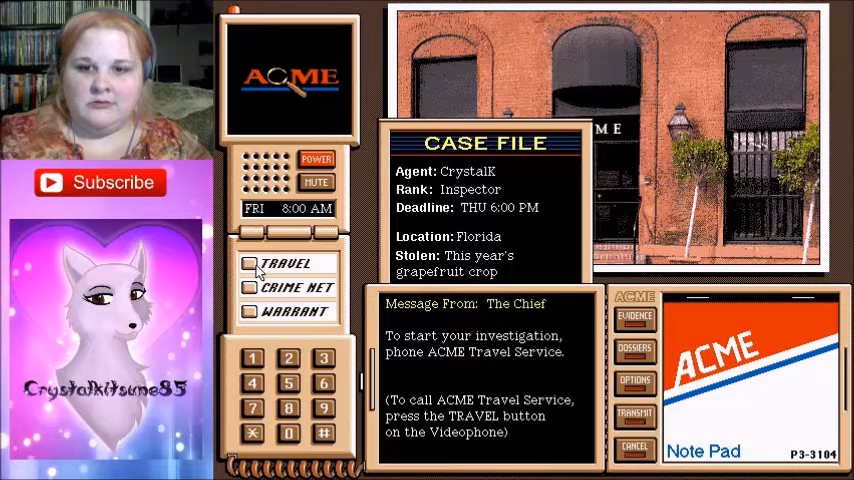 ACME
POWER
MUTE
FRI 8:00 AM
TRAVEL
CRIME NET
WARRANT
1 2 3
4 5 6
7 8 9
* 0 #
Subscribe
Crystalkitsune85
ME
CASE FILE
Agent: CrystalK
Rank: Inspector
Deadline: THU 6:00 PM
Location: Florida
Stolen: This year's
grapefruit crop
Message From: The Chief
To start your investigation,
phone ACME Travel Service.
(To call ACME Travel Service,
press the TRAVEL button
on the Videophone)
ACME
EVIDENCE
DOSSIERS
OPTIONS
TRANSMIT
CANCEL
ACME
Note Pad
P3-3104